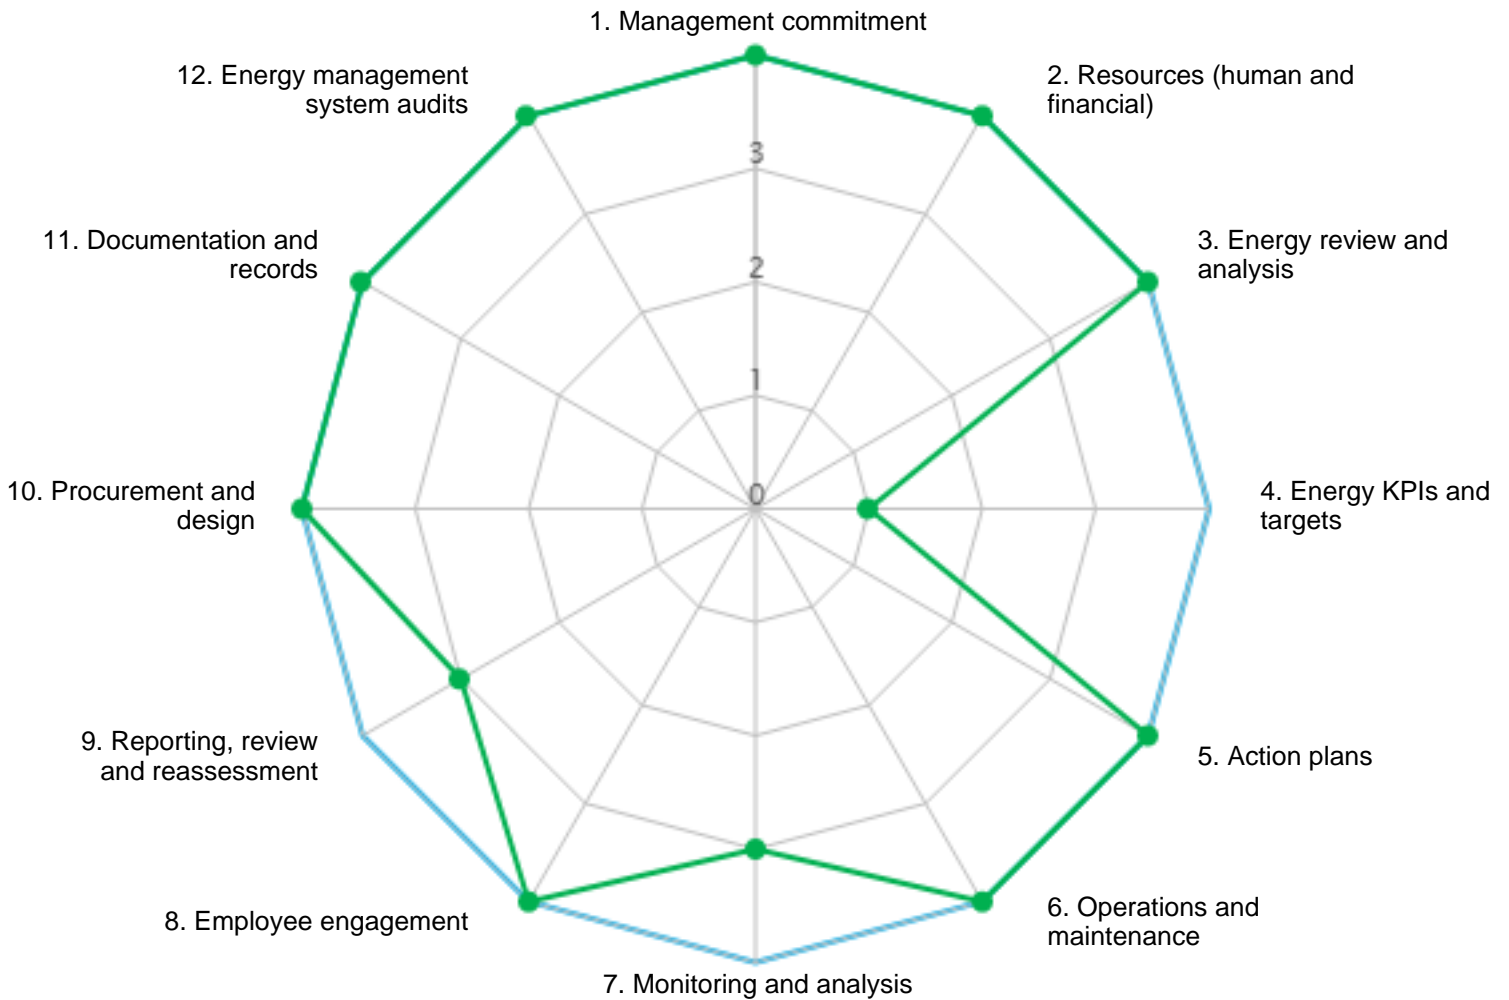 1. Management commitment
2. Resources (human and
financial)
3. Energy review and
analysis
4. Energy KPIs and
targets
5. Action plans
6. Operations and
maintenance
7. Monitoring and analysis
8. Employee engagement
9. Reporting, review
and reassessment
10. Procurement and
design
11. Documentation and
records
12. Energy management
system audits
3
2
1
0